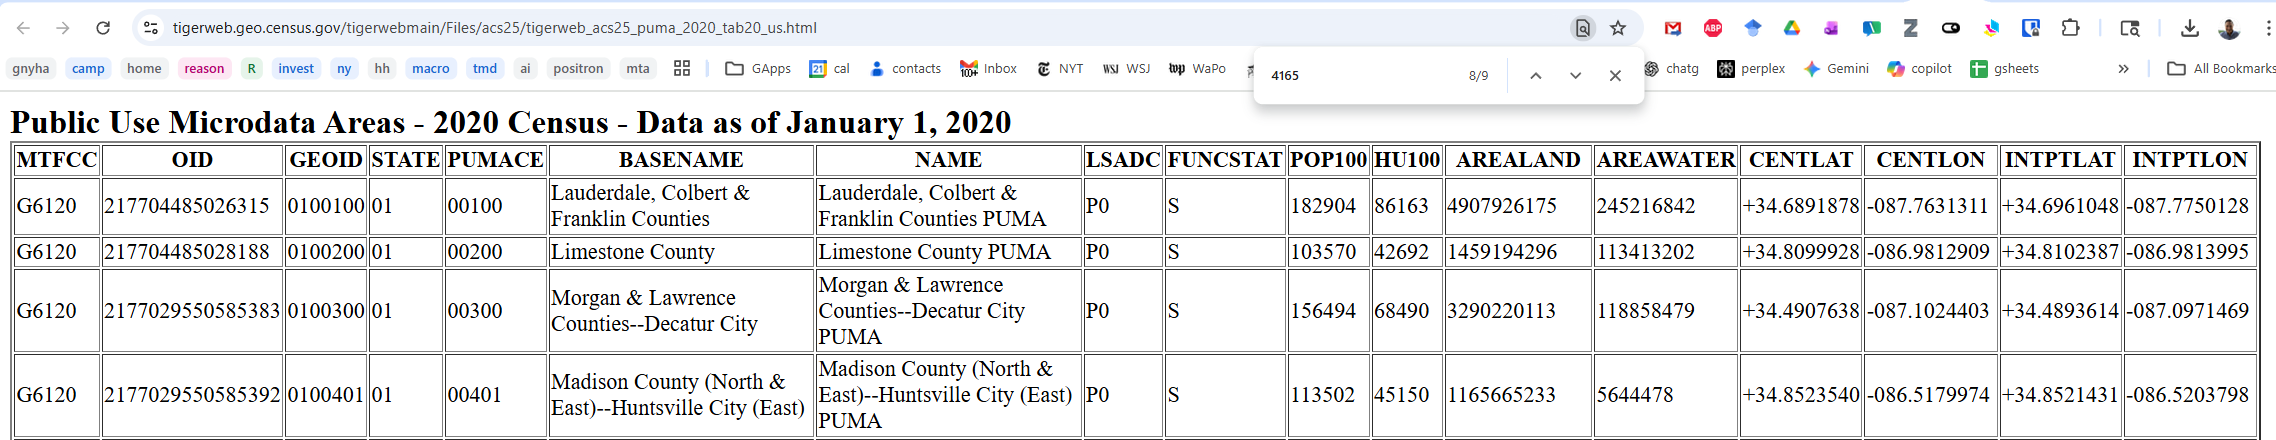 tigerweb.geo.census.gov/tigerwebmain/Files/acs25/tigerweb_acs25_puma_2020_tab20_us.html
ABP
Z
gnyha camp home reason R invest ny hh macro tmd ai positron mta GApps 21 cal contacts 100+ Inbox NYT WSJ WSJ wp WaPo chatg perplex Gemini copilot gsheets » All Bookmarks
4165 8/9
Public Use Microdata Areas - 2020 Census - Data as of January 1, 2020
MTFCC OID GEOID STATE PUMACE BASENAME NAME LSADC FUNCSTAT POP100 HU100 AREALAND AREAWATER CENTLAT CENTLON INTPTLAT INTPTLON
G6120 217704485026315 0100100 01 00100 Lauderdale, Colbert & Franklin Counties Lauderdale, Colbert & Franklin Counties PUMA P0 S 182904 86163 4907926175 245216842 +34.6891878 -087.7631311 +34.6961048 -087.7750128
G6120 217704485028188 0100200 01 00200 Limestone County Limestone County PUMA P0 S 103570 42692 1459194296 113413202 +34.8099928 -086.9812909 +34.8102387 -086.9813995
G6120 2177029550585383 0100300 01 00300 Morgan & Lawrence Counties--Decatur City Morgan & Lawrence Counties--Decatur City PUMA P0 S 156494 68490 3290220113 118858479 +34.4907638 -087.1024403 +34.4893614 -087.0971469
G6120 2177029550585392 0100401 01 00401 Madison County (North & East)--Huntsville City (East) Madison County (North & East)--Huntsville City (East) PUMA P0 S 113502 45150 1165665233 5644478 +34.8523540 -086.5179974 +34.8521431 -086.5203798